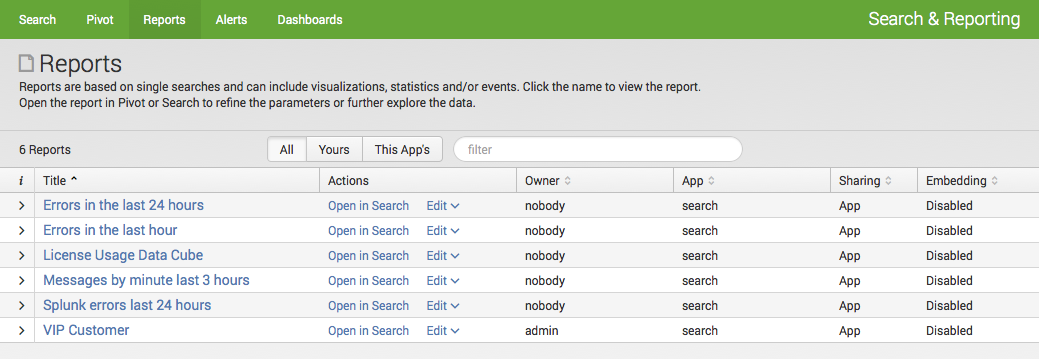 Search Pivot Reports Alerts Dashboards Search & Reporting
Reports
Reports are based on single searches and can include visualizations, statistics and/or events. Click the name to view the report.
Open the report in Pivot or Search to refine the parameters or further explore the data.
6 Reports All Yours This App's filter
i Title Actions Owner App Sharing Embedding
Errors in the last 24 hours Open in Search Edit nobody search App Disabled
Errors in the last hour Open in Search Edit nobody search App Disabled
License Usage Data Cube Open in Search Edit nobody search App Disabled
Messages by minute last 3 hours Open in Search Edit nobody search App Disabled
Splunk errors last 24 hours Open in Search Edit nobody search App Disabled
VIP Customer Open in Search Edit admin search App Disabled